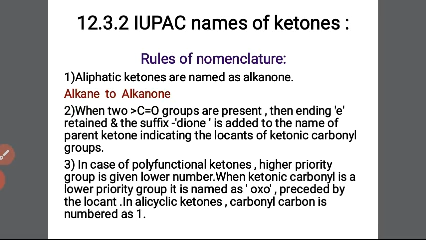 12.3.2 IUPAC names of ketones :
Rules of nomenclature:
1)Aliphatic ketones are named as alkanone.
Alkane to Alkanone
2)When two >C=O groups are present , then ending 'e'
retained & the suffix -'dione ' is added to the name of
parent ketone indicating the locants of ketonic carbonyl
groups.
3) In case of polyfunctional ketones , higher priority
group is given lower number.When ketonic carbonyl is a
lower priority group it is named as ' oxo' , preceded by
the locant .In alicyclic ketones , carbonyl carbon is
numbered as 1.